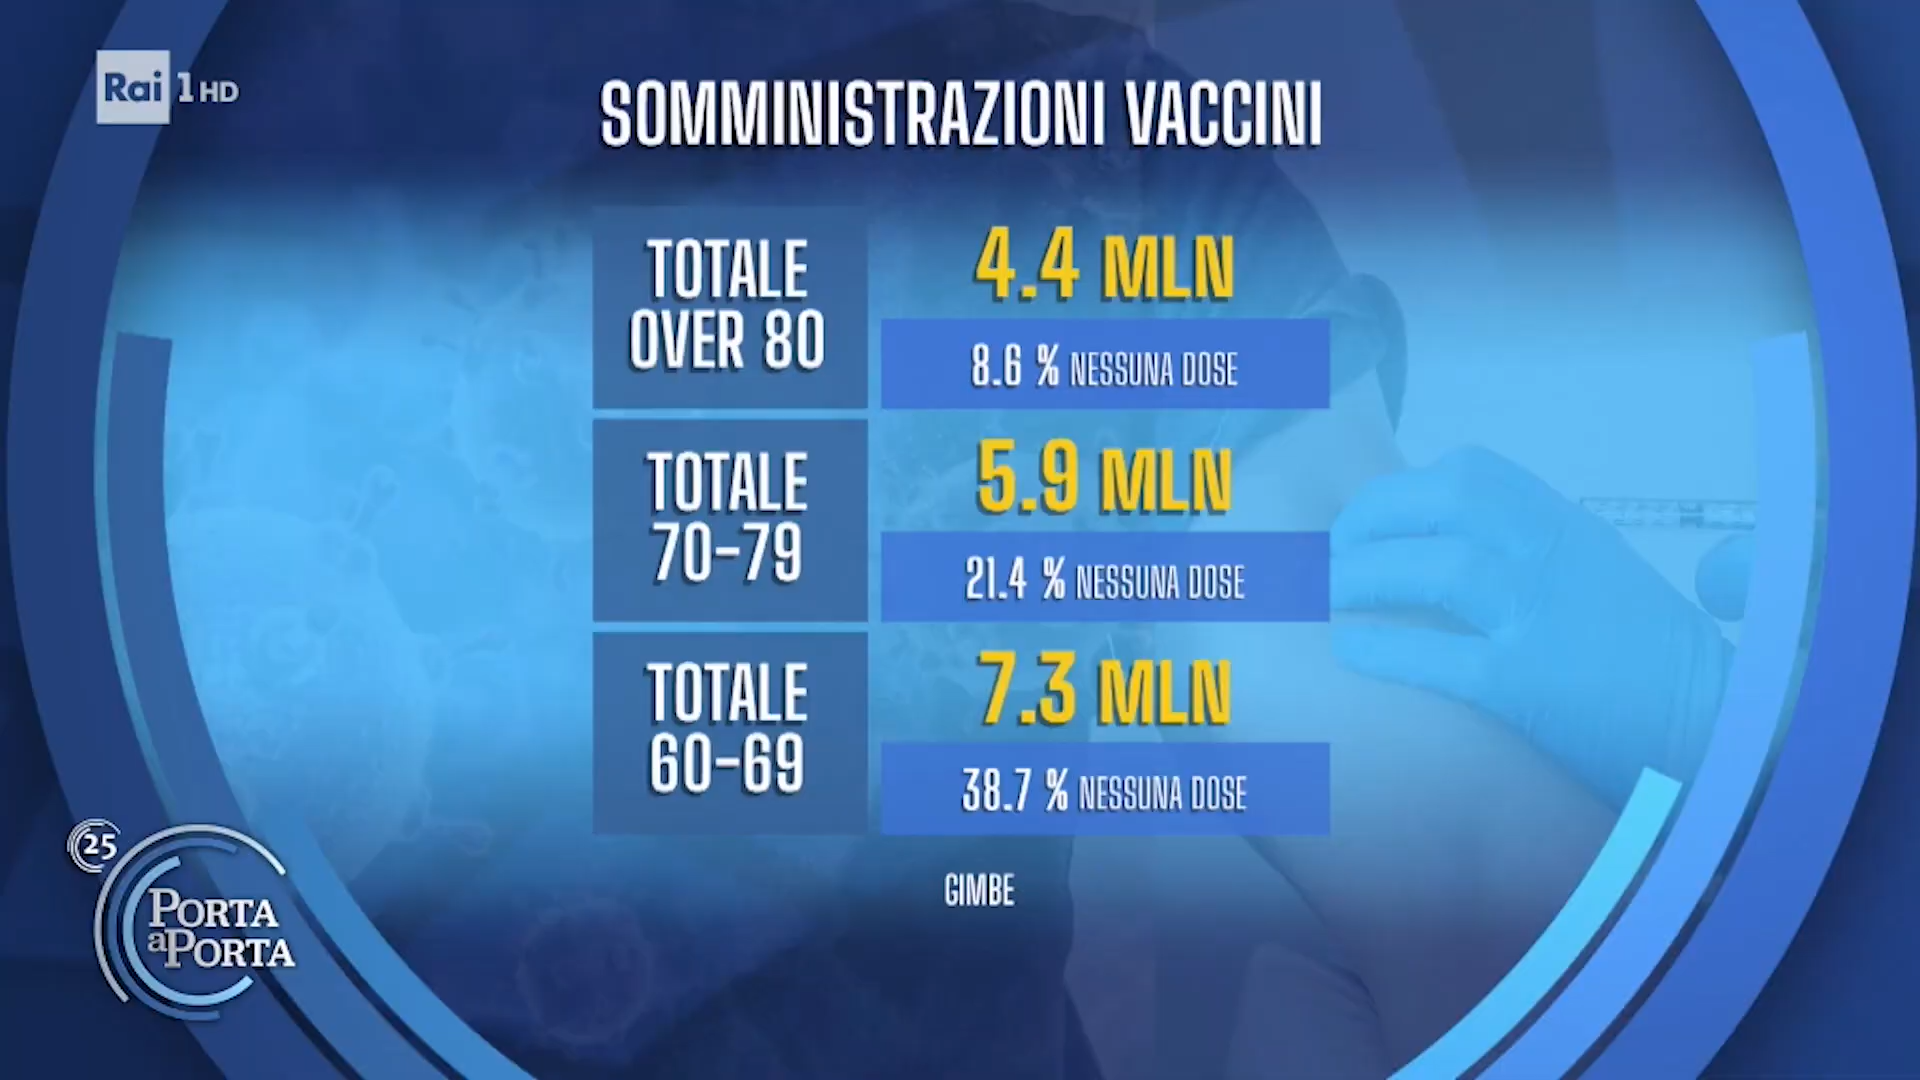 Rai 1 HD
SOMMINISTRAZIONI VACCINI
TOTALE
OVER 80
4.4 MLN
8.6 % NESSUNA DOSE
TOTALE
70-79
5.9 MLN
21.4 % NESSUNA DOSE
TOTALE
60-69
7.3 MLN
38.7 % NESSUNA DOSE
GIMBE
25
PORTA
aPORTA